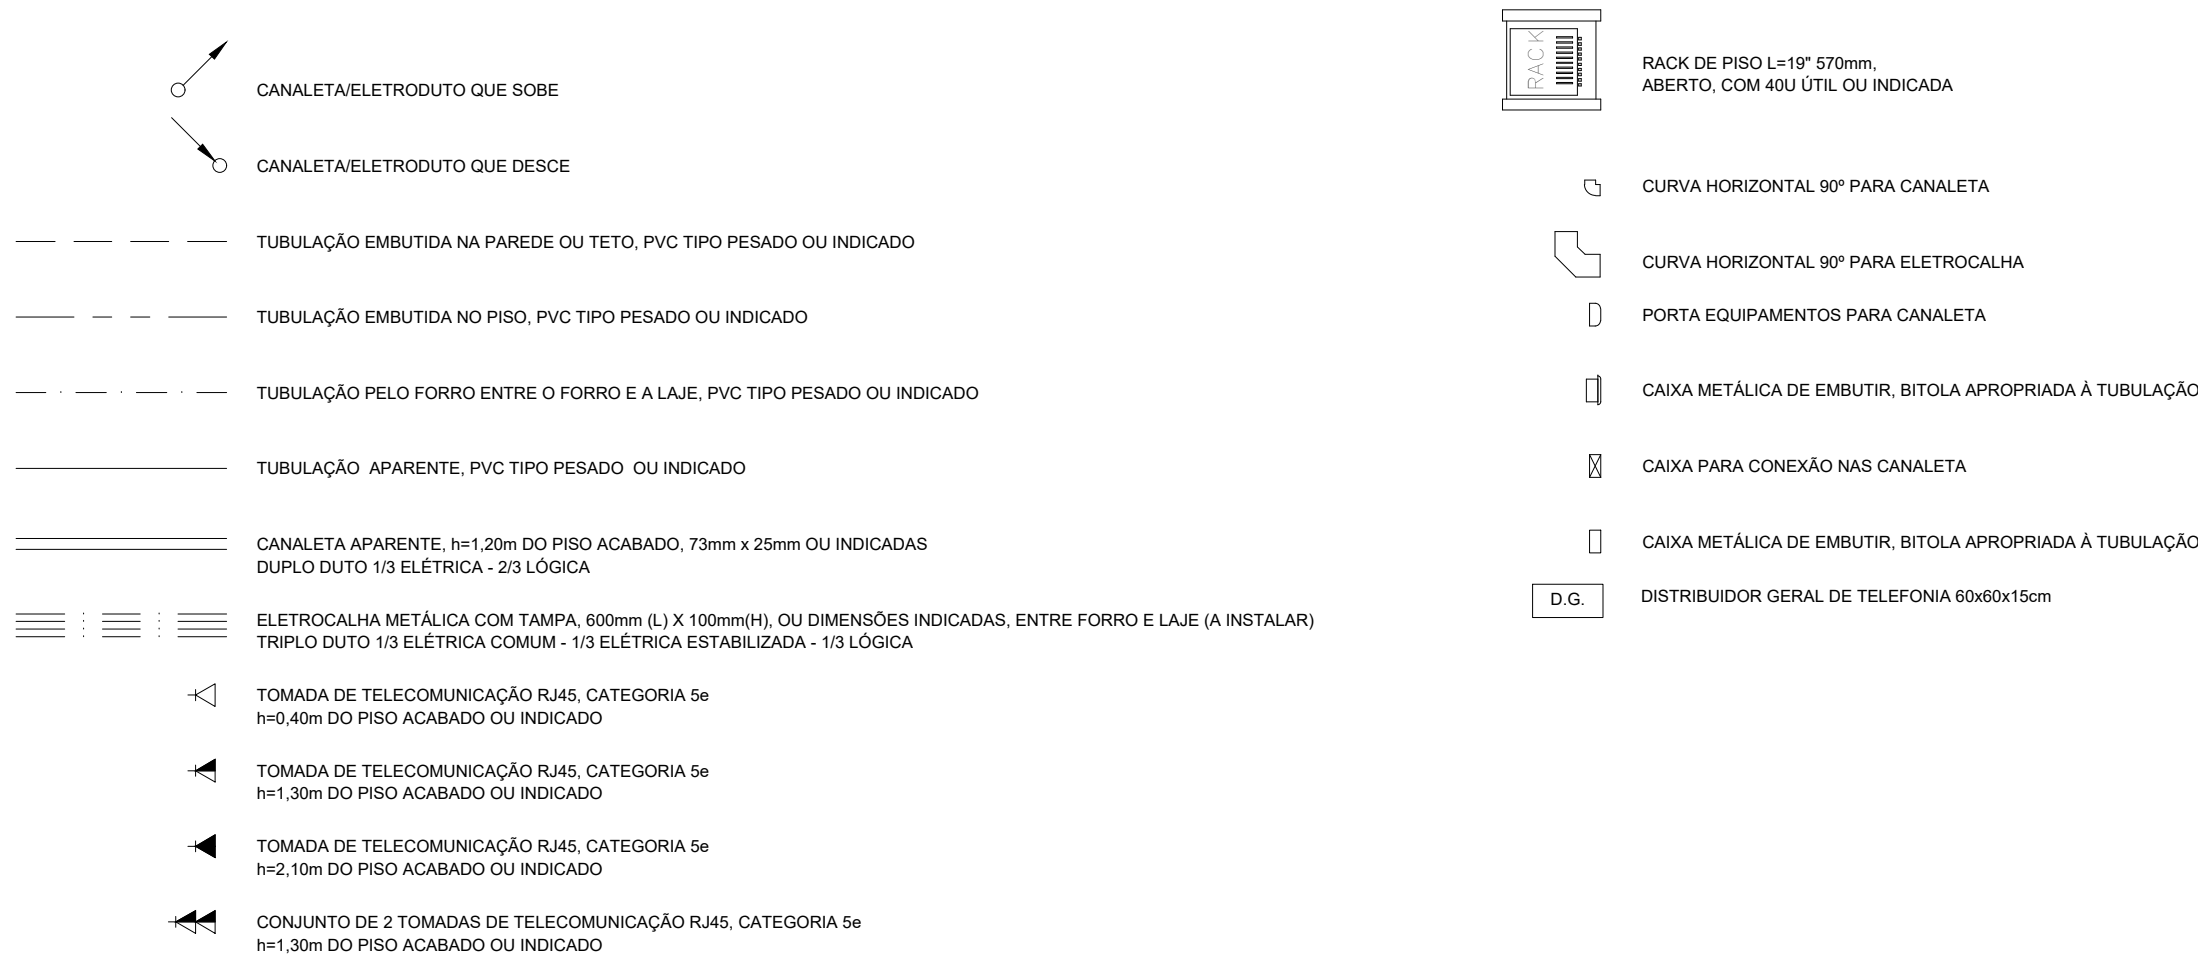 CANALETA/ELETRODUTO QUE SOBE
CANALETA/ELETRODUTO QUE DESCE
TUBULAÇÃO EMBUTIDA NA PAREDE OU TETO, PVC TIPO PESADO OU INDICADO
TUBULAÇÃO EMBUTIDA NO PISO, PVC TIPO PESADO OU INDICADO
TUBULAÇÃO PELO FORRO ENTRE O FORRO E A LAJE, PVC TIPO PESADO OU INDICADO
TUBULAÇÃO  APARENTE, PVC TIPO PESADO  OU INDICADO
CANALETA APARENTE, h=1,20m DO PISO ACABADO, 73mm x 25mm OU INDICADAS
DUPLO DUTO 1/3 ELÉTRICA - 2/3 LÓGICA
ELETROCALHA METÁLICA COM TAMPA, 600mm (L) X 100mm(H), OU DIMENSÕES INDICADAS, ENTRE FORRO E LAJE (A INSTALAR)
TRIPLO DUTO 1/3 ELÉTRICA COMUM - 1/3 ELÉTRICA ESTABILIZADA - 1/3 LÓGICA
TOMADA DE TELECOMUNICAÇÃO RJ45, CATEGORIA 5e
h=0,40m DO PISO ACABADO OU INDICADO
TOMADA DE TELECOMUNICAÇÃO RJ45, CATEGORIA 5e
h=1,30m DO PISO ACABADO OU INDICADO
TOMADA DE TELECOMUNICAÇÃO RJ45, CATEGORIA 5e
h=2,10m DO PISO ACABADO OU INDICADO
CONJUNTO DE 2 TOMADAS DE TELECOMUNICAÇÃO RJ45, CATEGORIA 5e
h=1,30m DO PISO ACABADO OU INDICADO
RACK
RACK DE PISO L=19" 570mm,
ABERTO, COM 40U ÚTIL OU INDICADA
CURVA HORIZONTAL 90º PARA CANALETA
CURVA HORIZONTAL 90º PARA ELETROCALHA
PORTA EQUIPAMENTOS PARA CANALETA
CAIXA METÁLICA DE EMBUTIR, BITOLA APROPRIADA À TUBULAÇÃO
CAIXA PARA CONEXÃO NAS CANALETA
CAIXA METÁLICA DE EMBUTIR, BITOLA APROPRIADA À TUBULAÇÃO
D.G.
DISTRIBUIDOR GERAL DE TELEFONIA 60x60x15cm